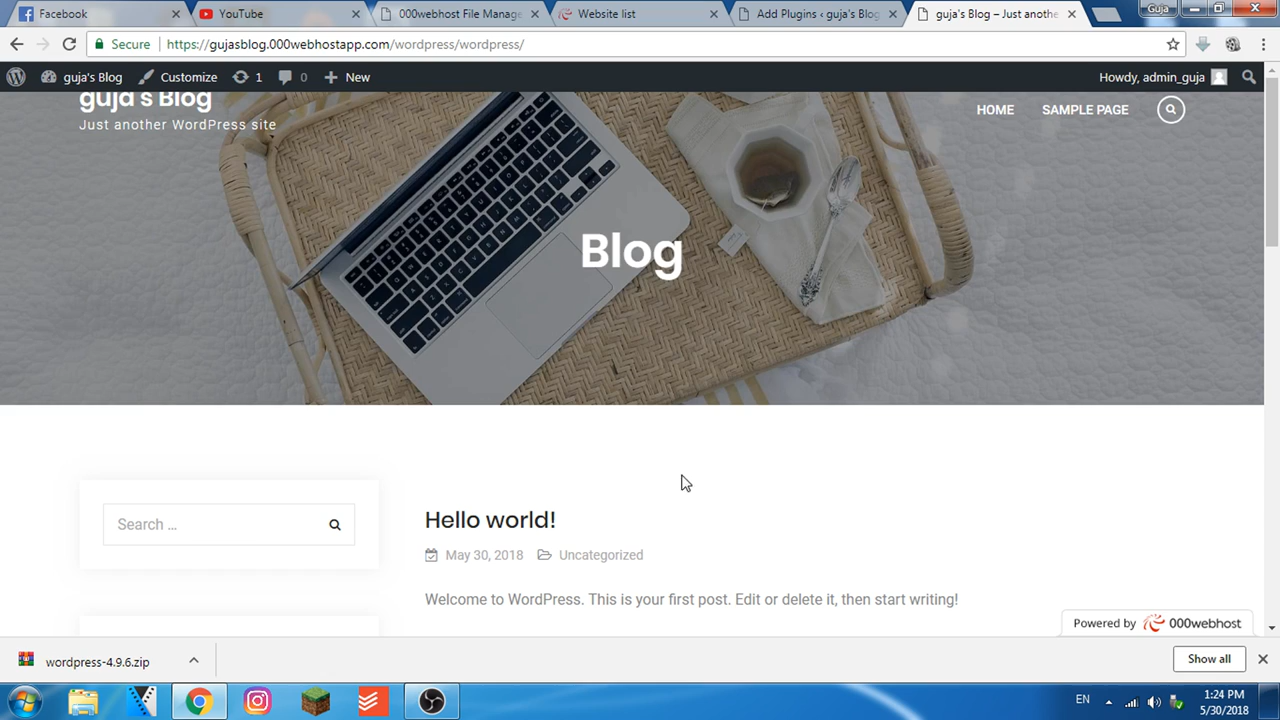 Facebook
YouTube
000webhost File Manage
Website list
Add Plugins ‹ guja's Blog
guja's Blog – Just anothe
Guja
Secure
https://gujasblog.000webhostapp.com/wordpress/wordpress/
guja's Blog
Customize
1
0
New
Howdy, admin_guja
guja's Blog
Just another WordPress site
HOME
SAMPLE PAGE
Blog
Search ...
Hello world!
May 30, 2018
Uncategorized
Welcome to WordPress. This is your first post. Edit or delete it, then start writing!
Powered by 000webhost
wordpress-4.9.6.zip
Show all
EN
1:24 PM
5/30/2018